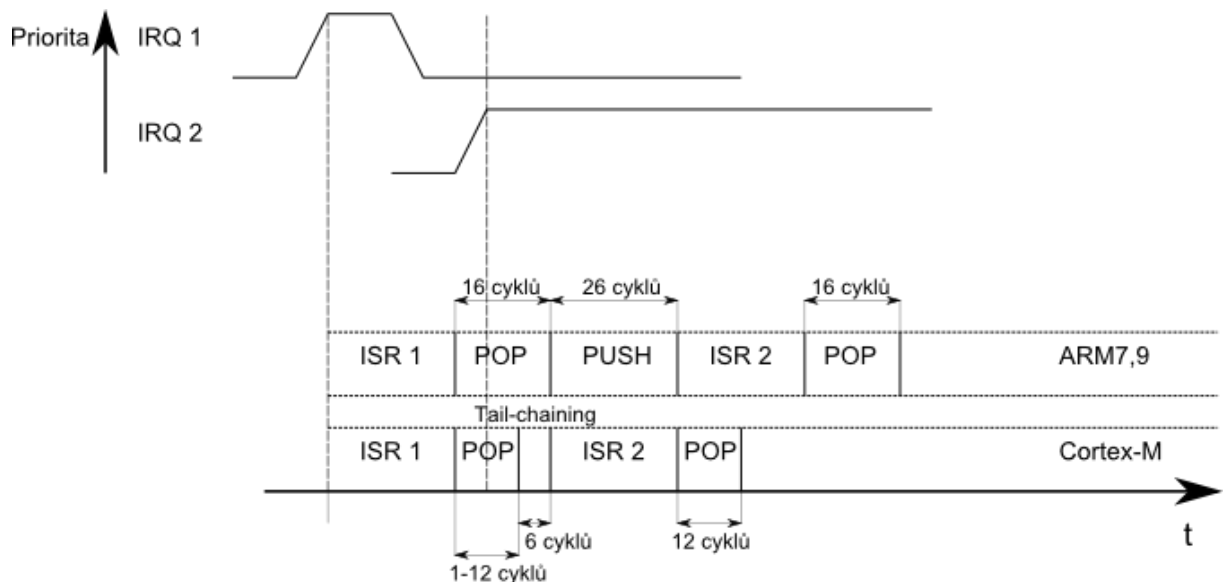 Priorita
IRQ 1
IRQ 2
16 cyklů
26 cyklů
16 cyklů
ISR 1
POP
PUSH
ISR 2
POP
ARM7,9
Tail-chaining
ISR 1
POP
ISR 2
POP
Cortex-M
6 cyklů
12 cyklů
t
1-12 cyklů